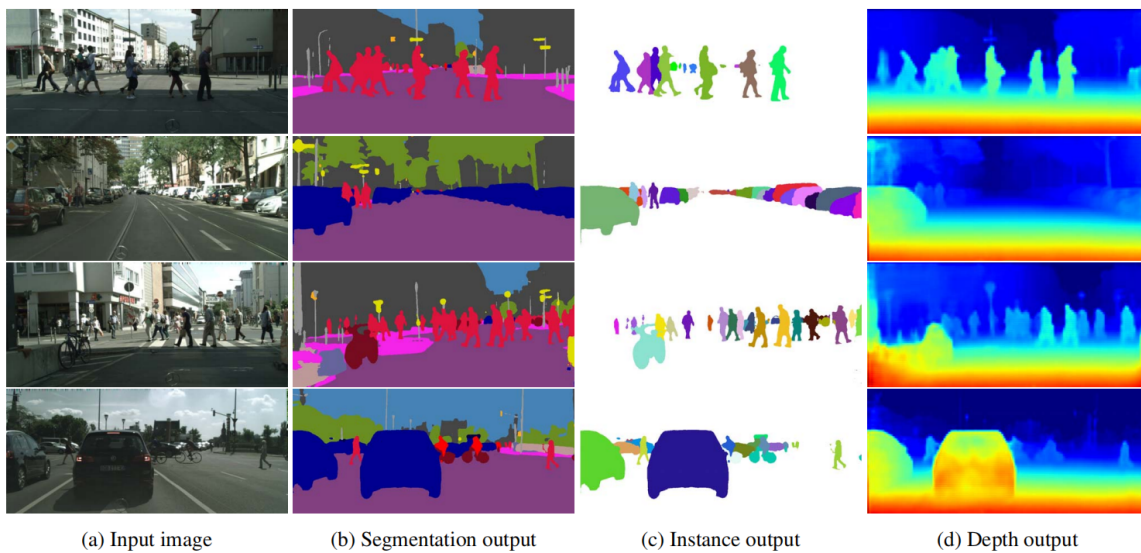 (a) Input image
(b) Segmentation output
(c) Instance output
(d) Depth output